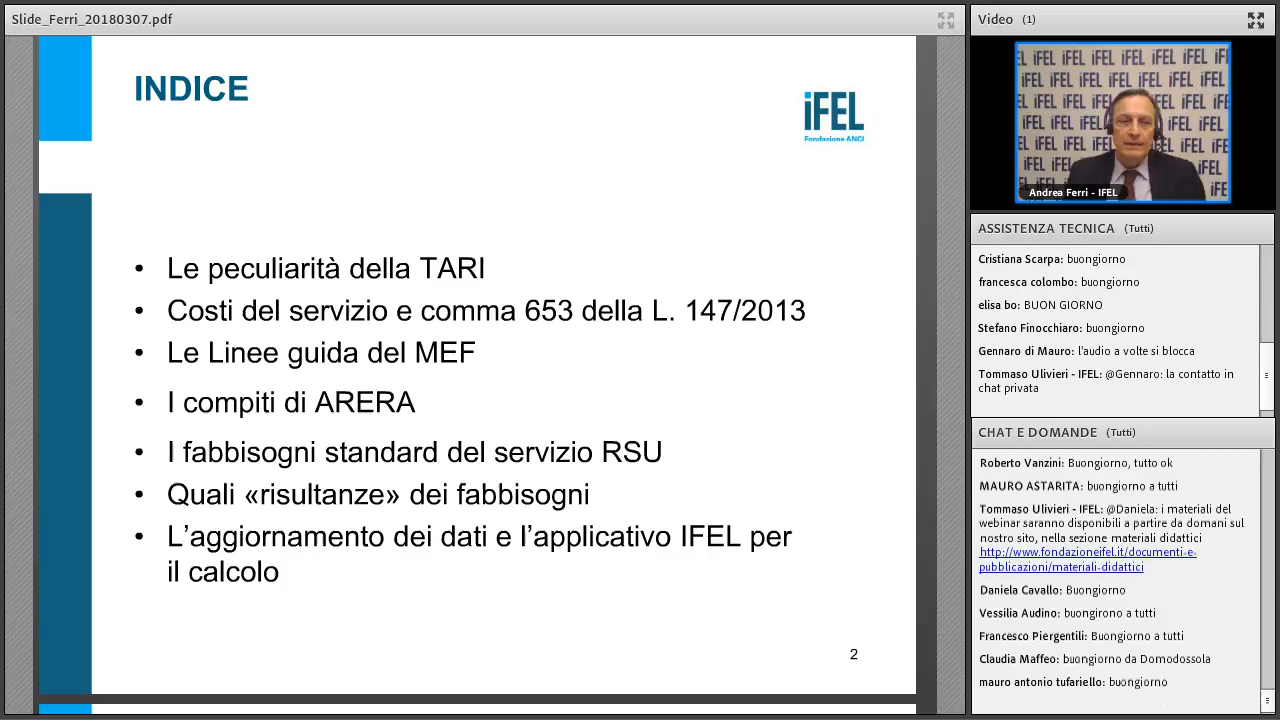 Slide_Ferri_20180307.pdf
INDICE
iFEL
Fondazione ANCI
• Le peculiarità della TARI
• Costi del servizio e comma 653 della L. 147/2013
• Le Linee guida del MEF
• I compiti di ARERA
• I fabbisogni standard del servizio RSU
• Quali «risultanze» dei fabbisogni
• L’aggiornamento dei dati e l’applicativo IFEL per
il calcolo
2
Video (1)
Andrea Ferri - IFEL
ASSISTENZA TECNICA (Tutti)
Cristiana Scarpa: buongiorno
francesca colombo: buongiorno
elisa bo: BUON GIORNO
Stefano Finocchiaro: buongiorno
Gennaro di Mauro: l'audio a volte si blocca
Tommaso Ulivieri - IFEL: @Gennaro: la contatto in
chat privata
CHAT E DOMANDE (Tutti)
Roberto Vanzini: Buongiorno, tutto ok
MAURO ASTARITA: buongiorno a tutti
Tommaso Ulivieri - IFEL: @Daniela: i materiali del
webinar saranno disponibili a partire da domani sul
nostro sito, nella sezione materiali didattici
http://www.fondazioneifel.it/documenti-e-
pubblicazioni/materiali-didattici
Daniela Cavallo: Buongiorno
Vessilia Audino: buongirono a tutti
Francesco Piergentili: Buongiorno a tutti
Claudia Maffeo: buongiorno da Domodossola
mauro antonio tufariello: buongiorno